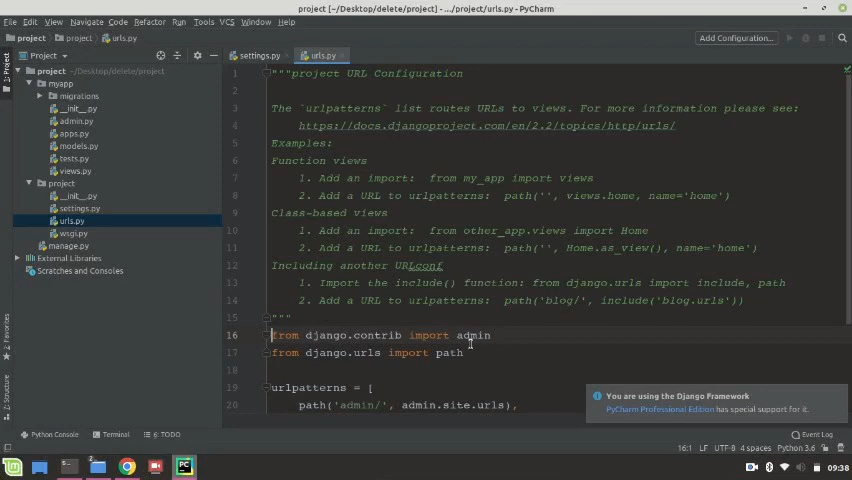 project [~/Desktop/delete/project] - .../project/urls.py - PyCharm
File Edit View Navigate Code Refactor Run Tools VCS Window Help
project project urls.py Add Configuration...
Project settings.py urls.py
project ~/Desktop/delete/project
myapp
migrations
__init__.py
admin.py
apps.py
models.py
tests.py
views.py
project
__init__.py
settings.py
urls.py
wsgi.py
manage.py
External Libraries
Scratches and Consoles
1: Project
2: Favorites
7: Structure
1 """project URL Configuration
2
3 The `urlpatterns` list routes URLs to views. For more information please see:
4 https://docs.djangoproject.com/en/2.2/topics/http/urls/
5 Examples:
6 Function views
7 1. Add an import: from my_app import views
8 2. Add a URL to urlpatterns: path('', views.home, name='home')
9 Class-based views
10 1. Add an import: from other_app.views import Home
11 2. Add a URL to urlpatterns: path('', Home.as_view(), name='home')
12 Including another URLconf
13 1. Import the include() function: from django.urls import include, path
14 2. Add a URL to urlpatterns: path('blog/', include('blog.urls'))
15 """
16 from django.contrib import admin
17 from django.urls import path
18
19 urlpatterns = [
20 path('admin/', admin.site.urls),
You are using the Django Framework
PyCharm Professional Edition has special support for it.
Python Console Terminal 6: TODO Event Log
16:1 LF UTF-8 4 spaces Python 3.6
2 PC 09:38